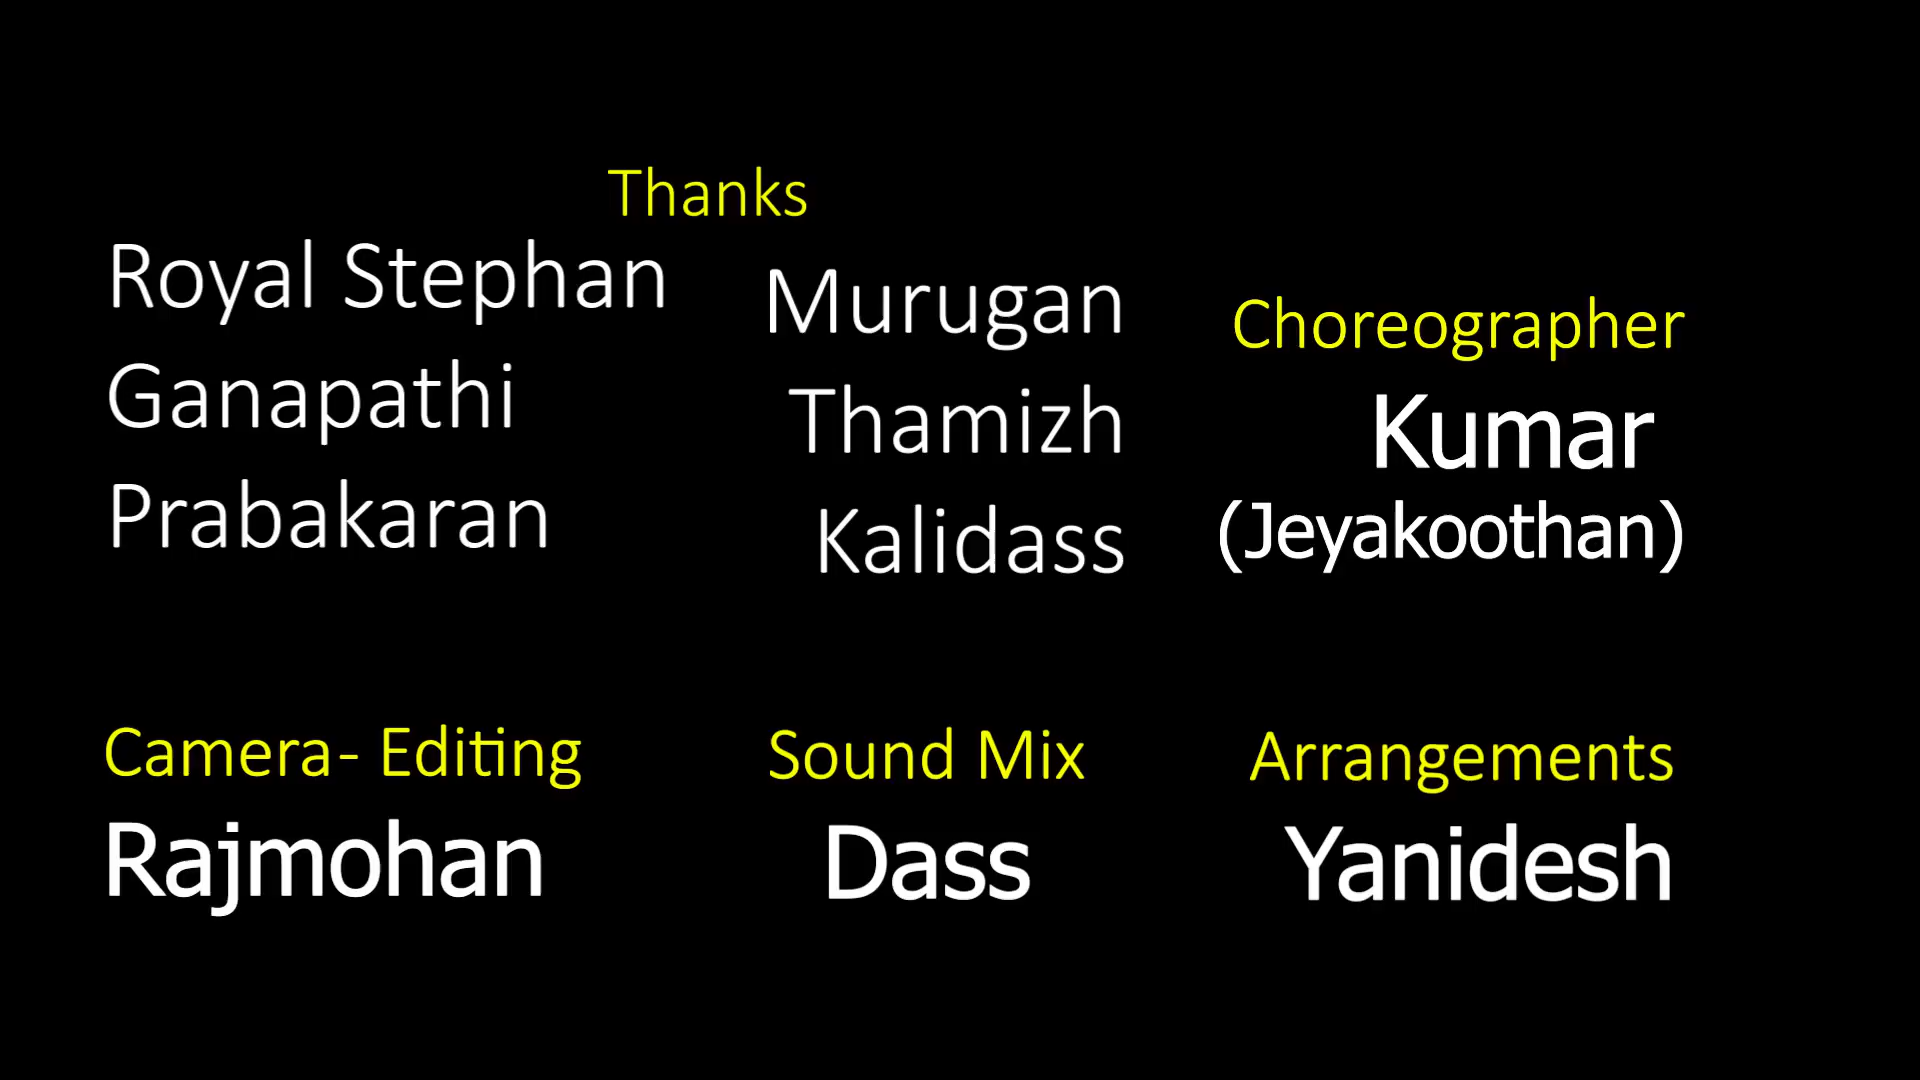 Thanks
Royal Stephan
Ganapathi
Prabakaran
Murugan
Thamizh
Kalidass
Choreographer
Kumar
(Jeyakoothan)
Camera- Editing
Rajmohan
Sound Mix
Dass
Arrangements
Yanidesh